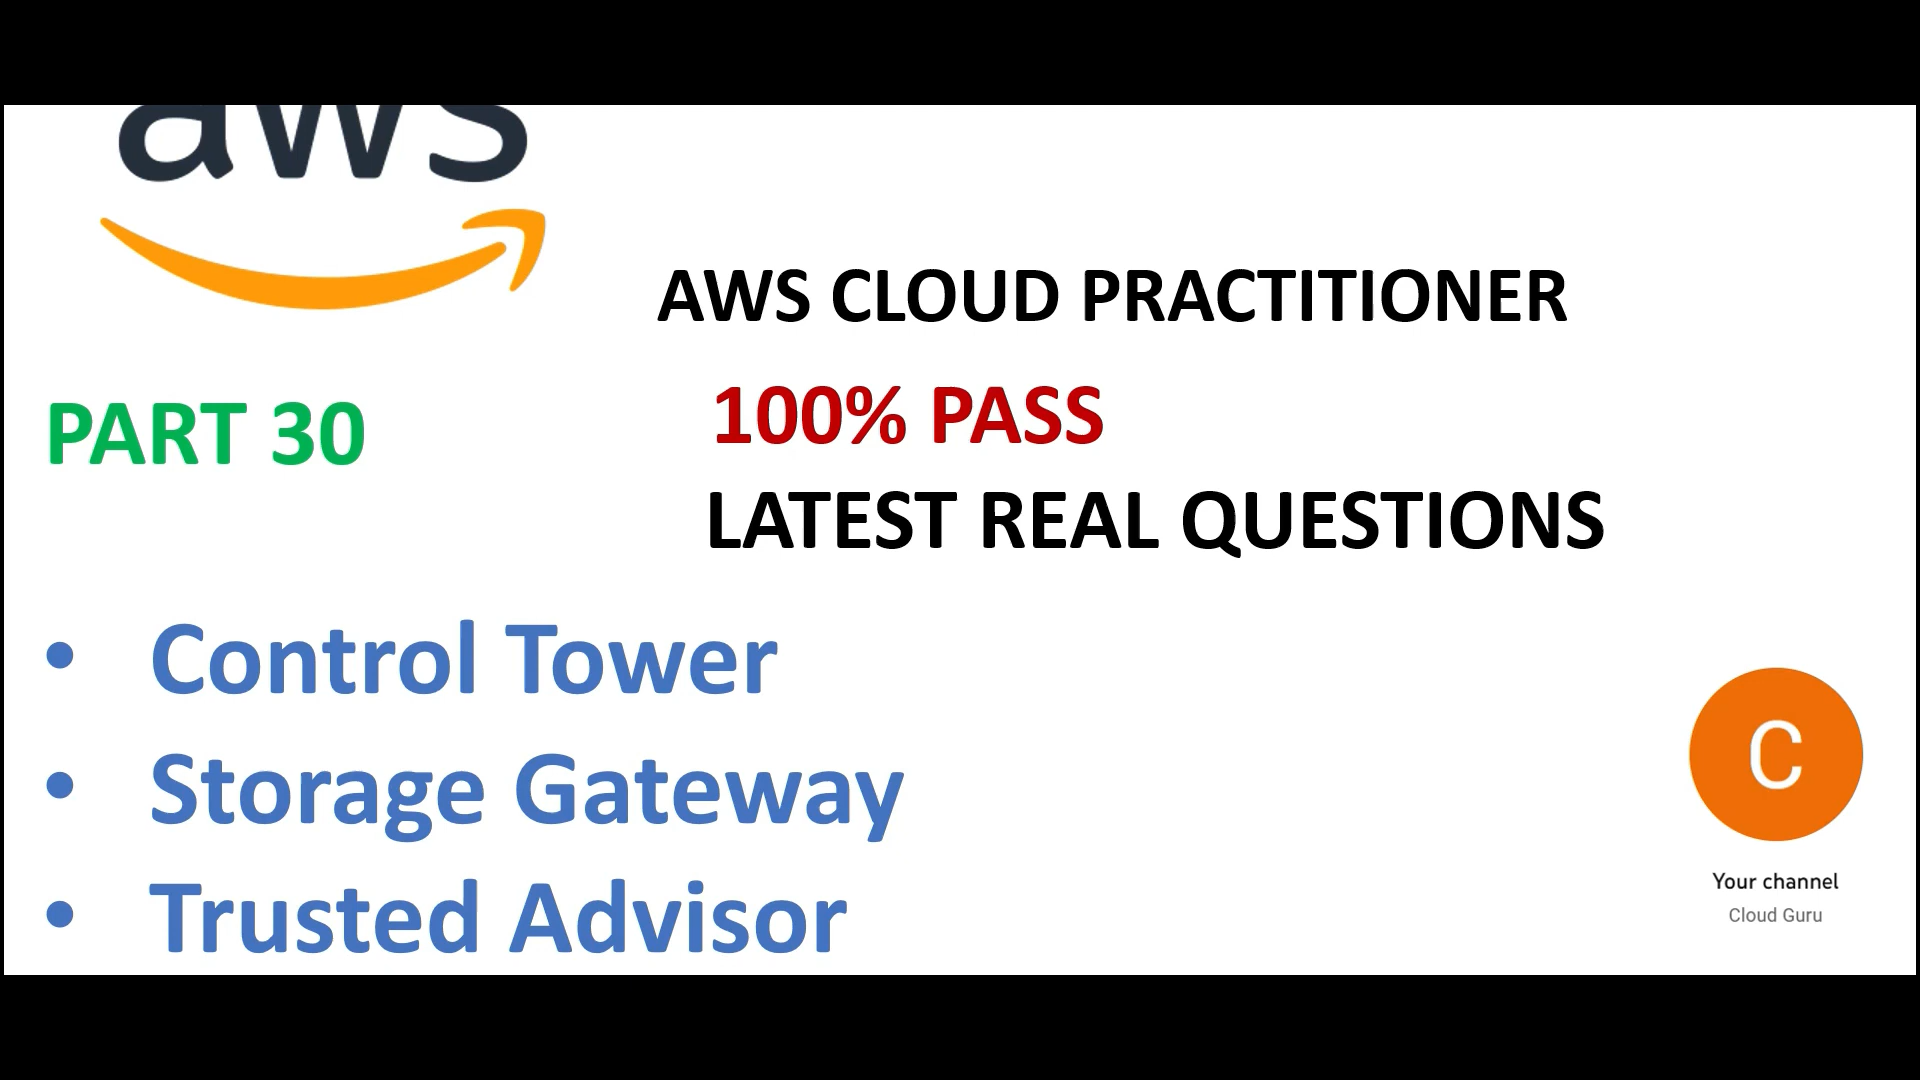 aws
AWS CLOUD PRACTITIONER
100% PASS
PART 30
LATEST REAL QUESTIONS
• Control Tower
• Storage Gateway
• Trusted Advisor
C
Your channel
Cloud Guru